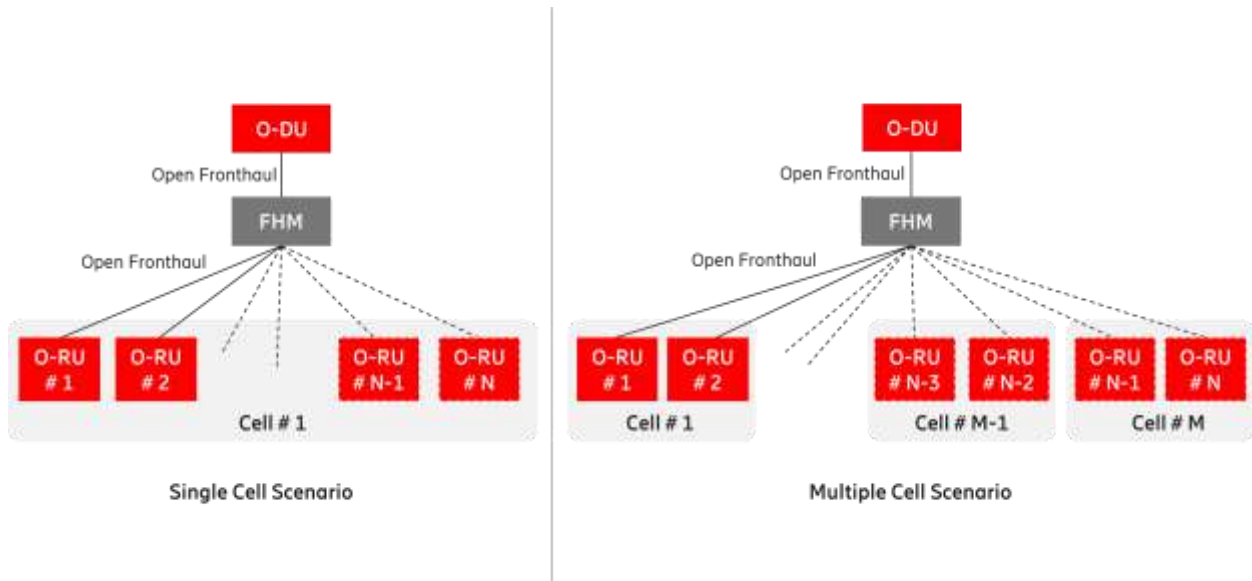 O-DU
Open Fronthaul
FHM
Open Fronthaul
O-RU
# 1
O-RU
# 2
O-RU
# N-1
O-RU
# N
Cell # 1
Single Cell Scenario
O-DU
Open Fronthaul
FHM
Open Fronthaul
O-RU
# 1
O-RU
# 2
O-RU
# N-3
O-RU
# N-2
O-RU
# N-1
O-RU
# N
Cell # 1
Cell # M-1
Cell # M
Multiple Cell Scenario